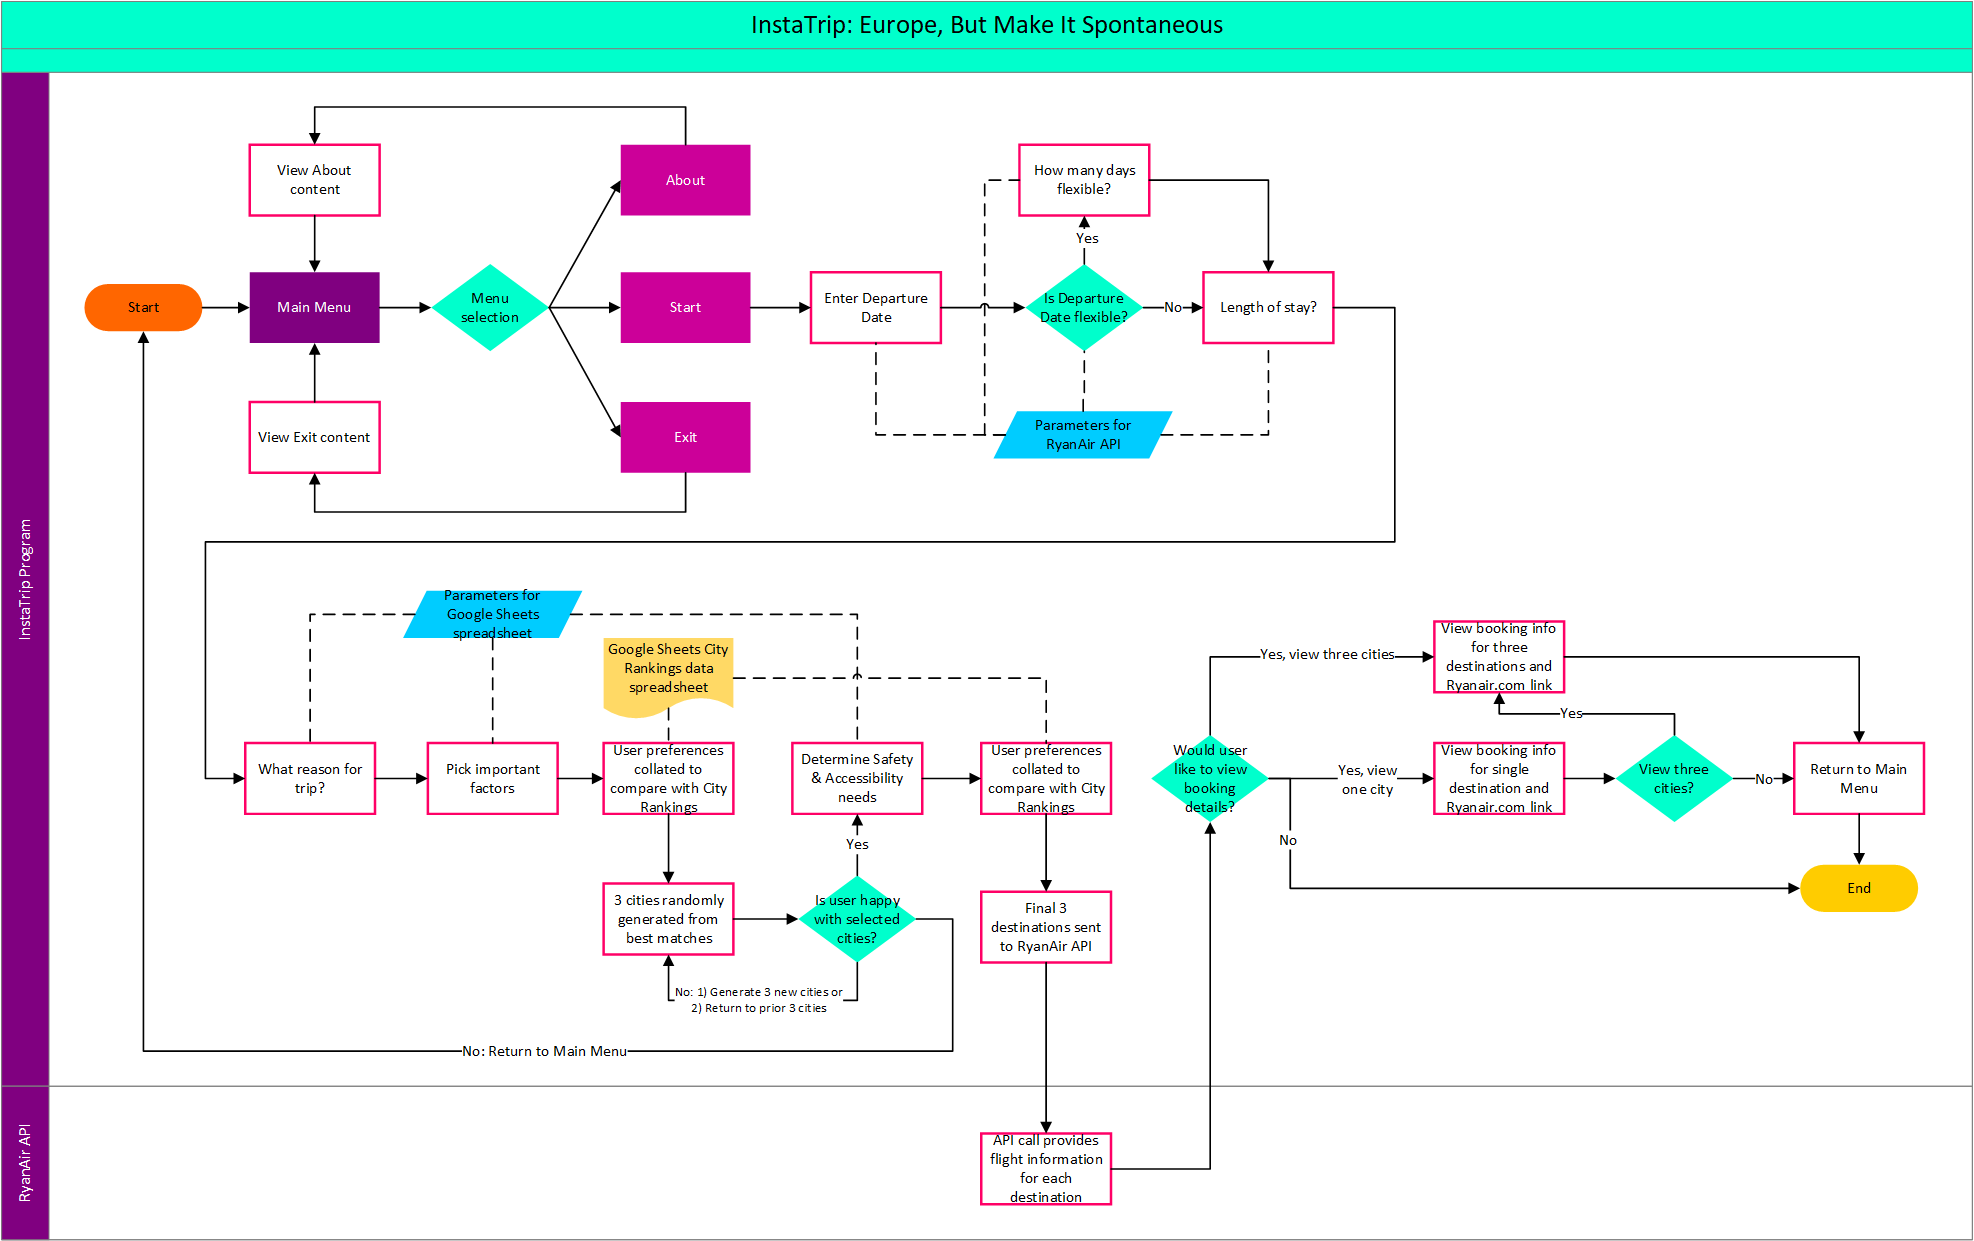 InstaTrip: Europe, But Make It Spontaneous
InstaTrip Program
View About
content
About
How many days
flexible?
Yes
Start
Main Menu
Menu
selection
Start
Enter Departure
Date
Is Departure
Date flexible?
No
Length of stay?
View Exit content
Exit
Parameters for
RyanAir API
Parameters for
Google Sheets
spreadsheet
Google Sheets City
Rankings data
spreadsheet
What reason for
trip?
Pick important
factors
User preferences
collated to
compare with City
Rankings
Determine Safety
& Accessibility
needs
User preferences
collated to
compare with City
Rankings
Yes
3 cities randomly
generated from
best matches
Is user happy
with selected
cities?
No: 1) Generate 3 new cities or
2) Return to prior 3 cities
No: Return to Main Menu
Final 3
destinations sent
to RyanAir API
Would user
like to view
booking
details?
Yes, view three cities
View booking info
for three
destinations and
Ryanair.com link
Yes
Yes, view
one city
View booking info
for single
destination and
Ryanair.com link
View three
cities?
No
Return to Main
Menu
No
End
RyanAir API
API call provides
flight information
for each
destination